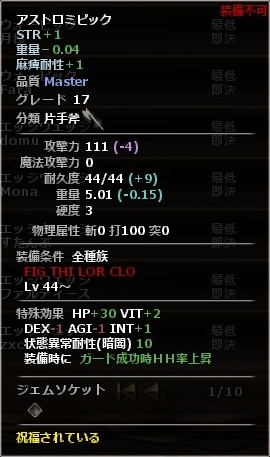 装備不可
アストロミピック
STR+1
重量- 0.04
麻痺耐性+1
品質 Master
グレード 17
分類 片手斧
攻撃力 111 (-4)
魔法攻撃力 0
耐久度 44/44 (+9)
重量 5.01 (-0.15)
硬度 3
物理属性 斬0 打100 突0
装備条件 全種族
FIG THI LOR CLO
Lv 44～
特殊効果 HP+30 VIT+2
DEX-1 AGI-1 INT+1
状態異常耐性(暗闇) 10
装備時に ガード成功時ＨＨ率上昇
ジェムソケット 1/10
祝福されている